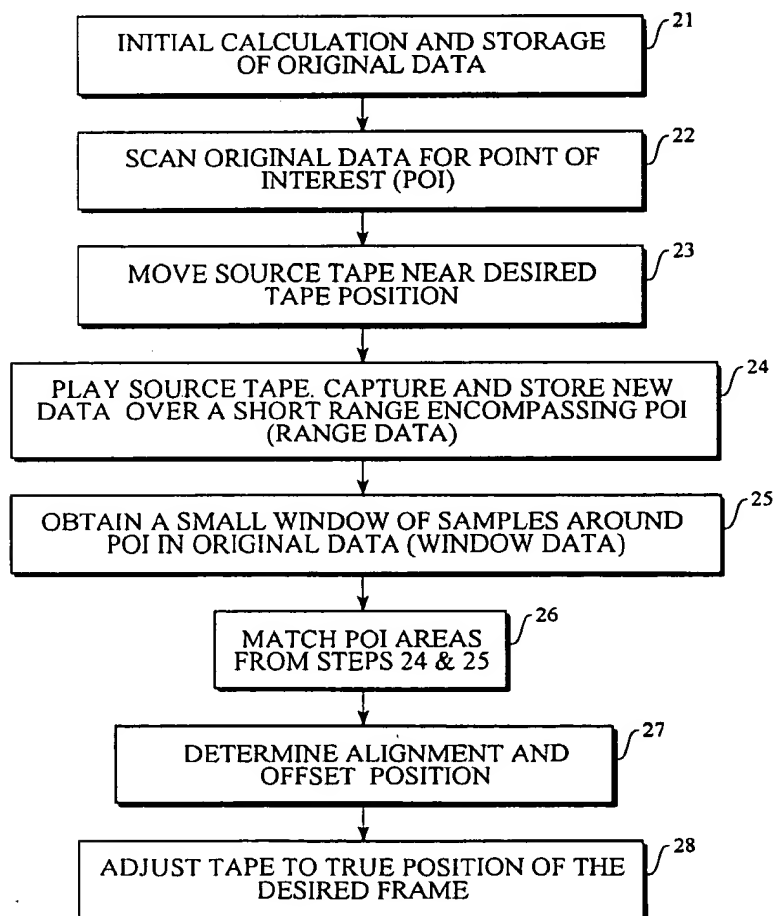 21
INITIAL CALCULATION AND STORAGE
OF ORIGINAL DATA
22
SCAN ORIGINAL DATA FOR POINT OF
INTEREST (POI)
23
MOVE SOURCE TAPE NEAR DESIRED
TAPE POSITION
24
PLAY SOURCE TAPE. CAPTURE AND STORE NEW
DATA OVER A SHORT RANGE ENCOMPASSING POI
(RANGE DATA)
25
OBTAIN A SMALL WINDOW OF SAMPLES AROUND
POI IN ORIGINAL DATA (WINDOW DATA)
26
MATCH POI AREAS
FROM STEPS 24 & 25
27
DETERMINE ALIGNMENT AND
OFFSET POSITION
28
ADJUST TAPE TO TRUE POSITION OF THE
DESIRED FRAME